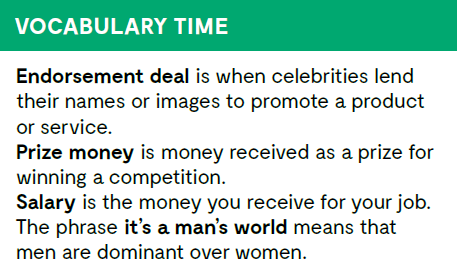 VOCABULARY TIME
Endorsement deal is when celebrities lend
their names or images to promote a product
or service.
Prize money is money received as a prize for
winning a competition.
Salary is the money you receive for your job.
The phrase it’s a man’s world means that
men are dominant over women.